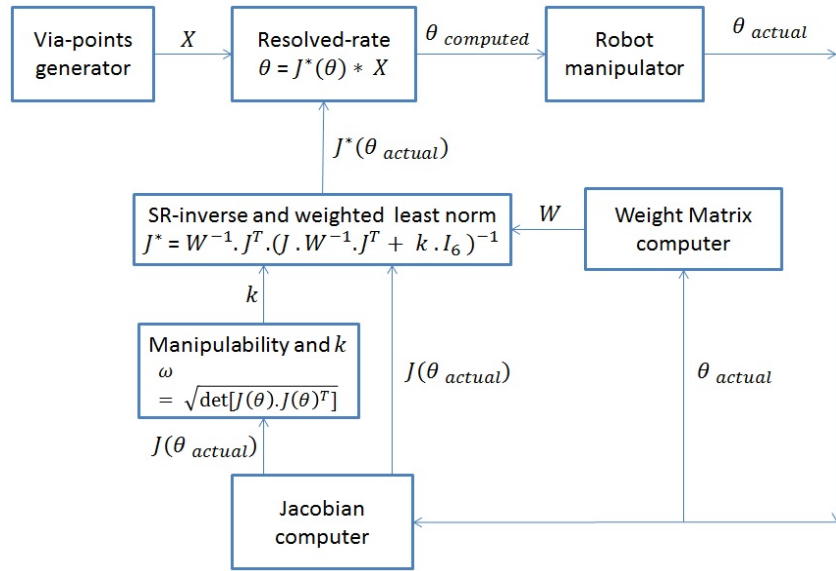 Via-points
generator
X
Resolved-rate
θ = J*(θ) * X
θ computed
Robot
manipulator
θ actual
J*(θ actual)
SR-inverse and weighted least norm
J* = W⁻¹. Jᵀ.(J . W⁻¹. Jᵀ + k . I₆ )⁻¹
W
Weight Matrix
computer
k
Manipulability and k
ω
= √det[J(θ). J(θ)ᵀ]
J(θ actual)
θ actual
J(θ actual)
Jacobian
computer